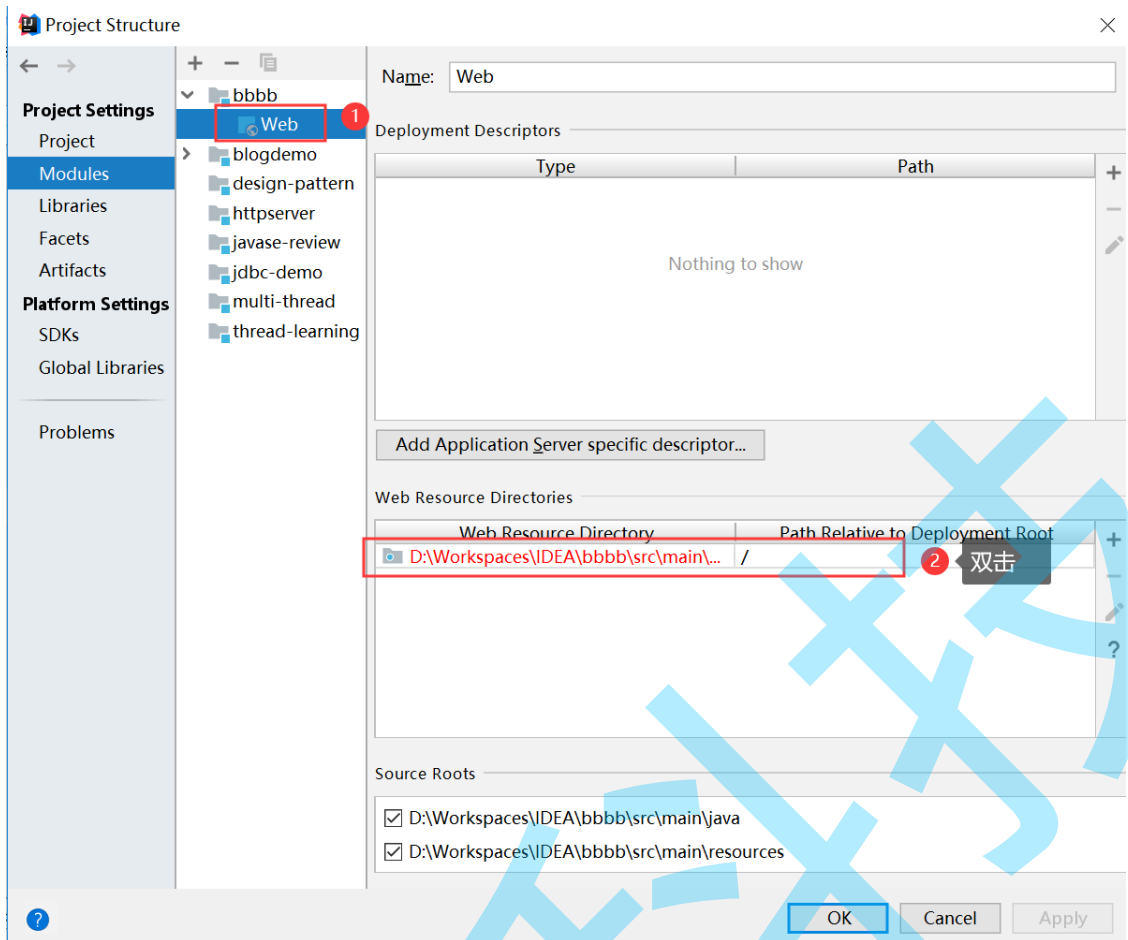 Project Structure
Project Settings
Project
Modules
Libraries
Facets
Artifacts
Platform Settings
SDKs
Global Libraries
Problems
bbbb
Web
1
blogdemo
design-pattern
httpserver
javase-review
jdbc-demo
multi-thread
thread-learning
Name: Web
Deployment Descriptors
Type Path
Nothing to show
Add Application Server specific descriptor...
Web Resource Directories
Web Resource Directory Path Relative to Deployment Root
D:\Workspaces\IDEA\bbbb\src\main\... /
2 双击
Source Roots
D:\Workspaces\IDEA\bbbb\src\main\java
D:\Workspaces\IDEA\bbbb\src\main\resources
OK Cancel Apply